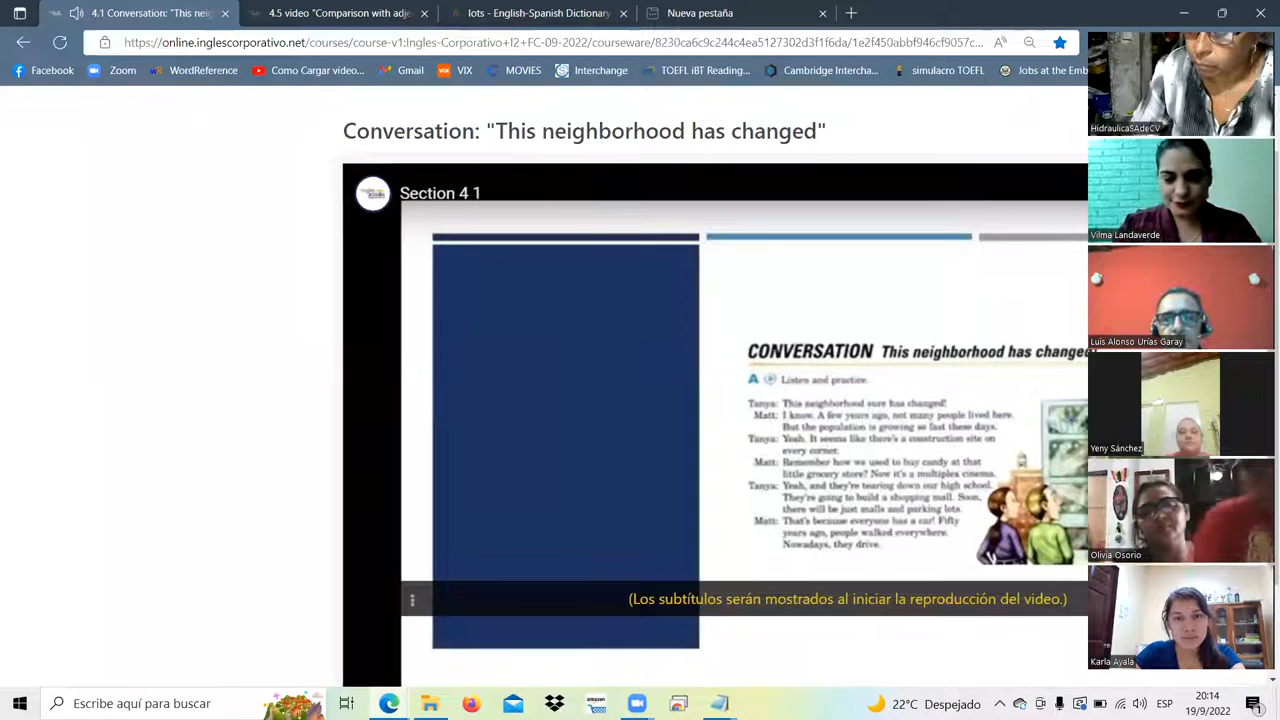 4.1 Conversation: "This nei
4.5 video "Comparison with adje
lots - English-Spanish Dictionary
Nueva pestaña
https://online.inglescorporativo.net/courses/course-v1:Ingles-Corporativo+I2+FC-09-2022/courseware/8230ca6c9c244c4ea5127302d3f1f6da/1e2f450abbf946cf9057c...
Facebook
Zoom
WordReference
Como Cargar video...
Gmail
VIX
MOVIES
Interchange
TOEFL iBT Reading...
Cambridge Intercha...
simulacro TOEFL
Jobs at the Emb
HidraulicaSAdeCV
Conversation: "This neighborhood has changed"
Section 4 1
Vilma Landaverde
Luis Alonso Urías Garay
CONVERSATION This neighborhood has changed!
A Listen and practice.
Tanya: This neighborhood sure has changed!
Matt: I know. A few years ago, not many people lived here.
But the population is growing so fast these days.
Tanya: Yeah. It seems like there's a construction site on
every corner.
Matt: Remember how we used to buy candy at that
little grocery store? Now it's a multiplex cinema.
Tanya: Yeah, and they're tearing down our high school.
They're going to build a shopping mall. Soon,
there will be just malls and parking lots.
Matt: That's because everyone has a car! Fifty
years ago, people walked everywhere.
Nowadays, they drive.
Yeny Sánchez
Olivia Osorio
(Los subtítulos serán mostrados al iniciar la reproducción del video.)
Karla Ayala
Escribe aquí para buscar
amazon
22°C Despejado
ESP
20:14
19/9/2022
1